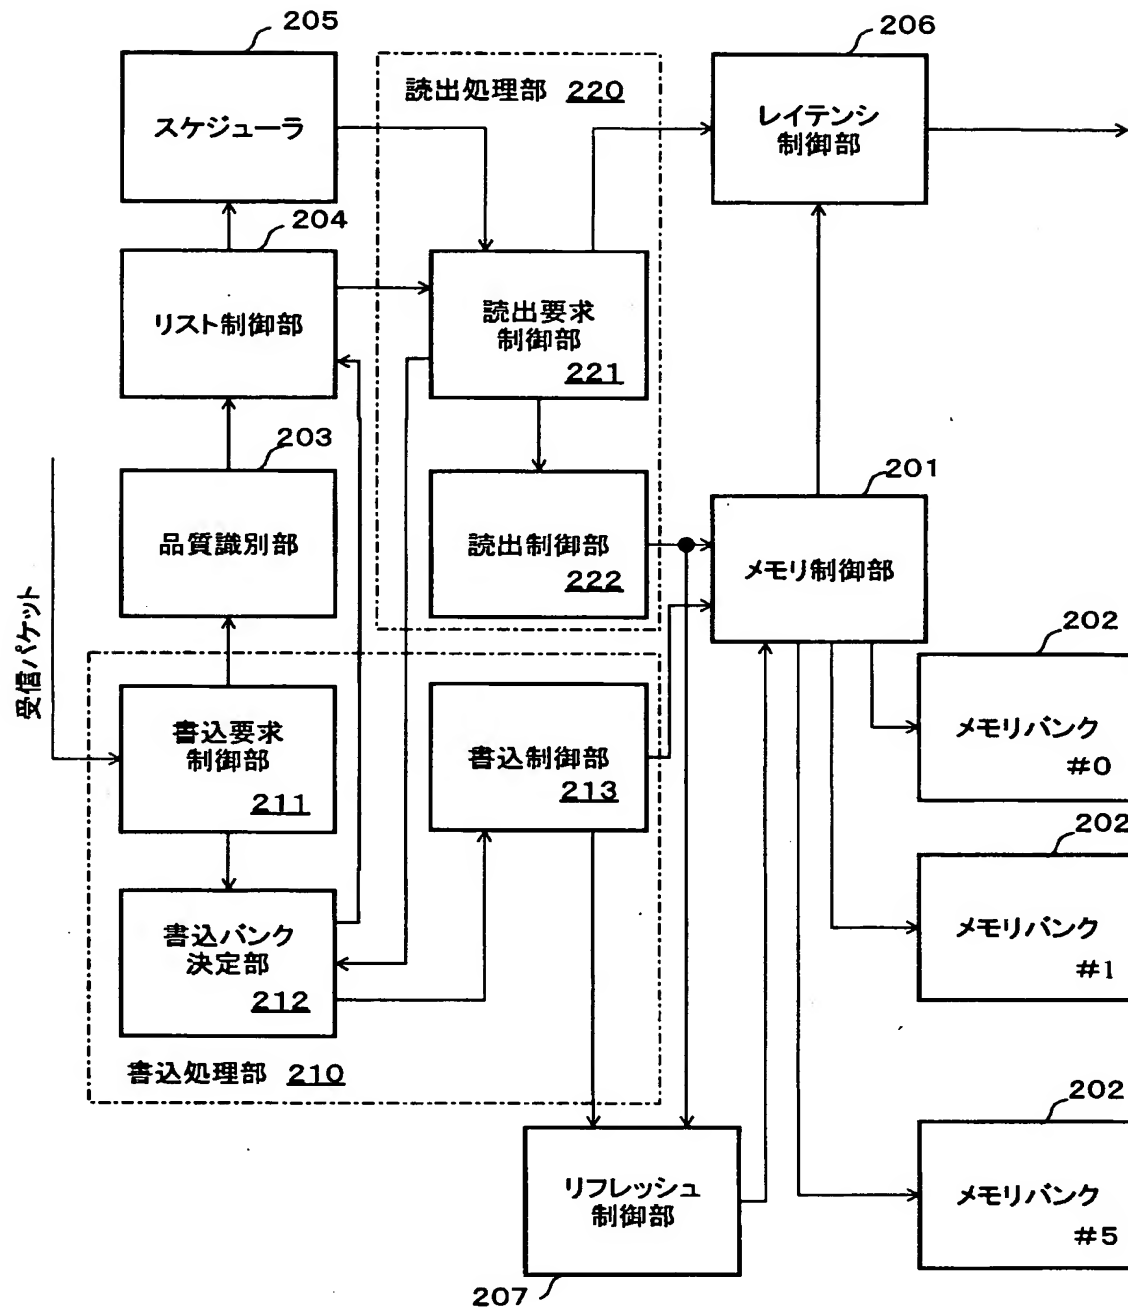 205
スケジューラ
読出処理部 220
206
レイテンシ
制御部
204
リスト制御部
読出要求
制御部
221
203
品質識別部
読出制御部
222
201
メモリ制御部
受信パケット
書込要求
制御部
211
書込制御部
213
202
メモリバンク
#0
書込バンク
決定部
212
202
メモリバンク
#1
書込処理部 210
202
メモリバンク
#5
リフレッシュ
制御部
207